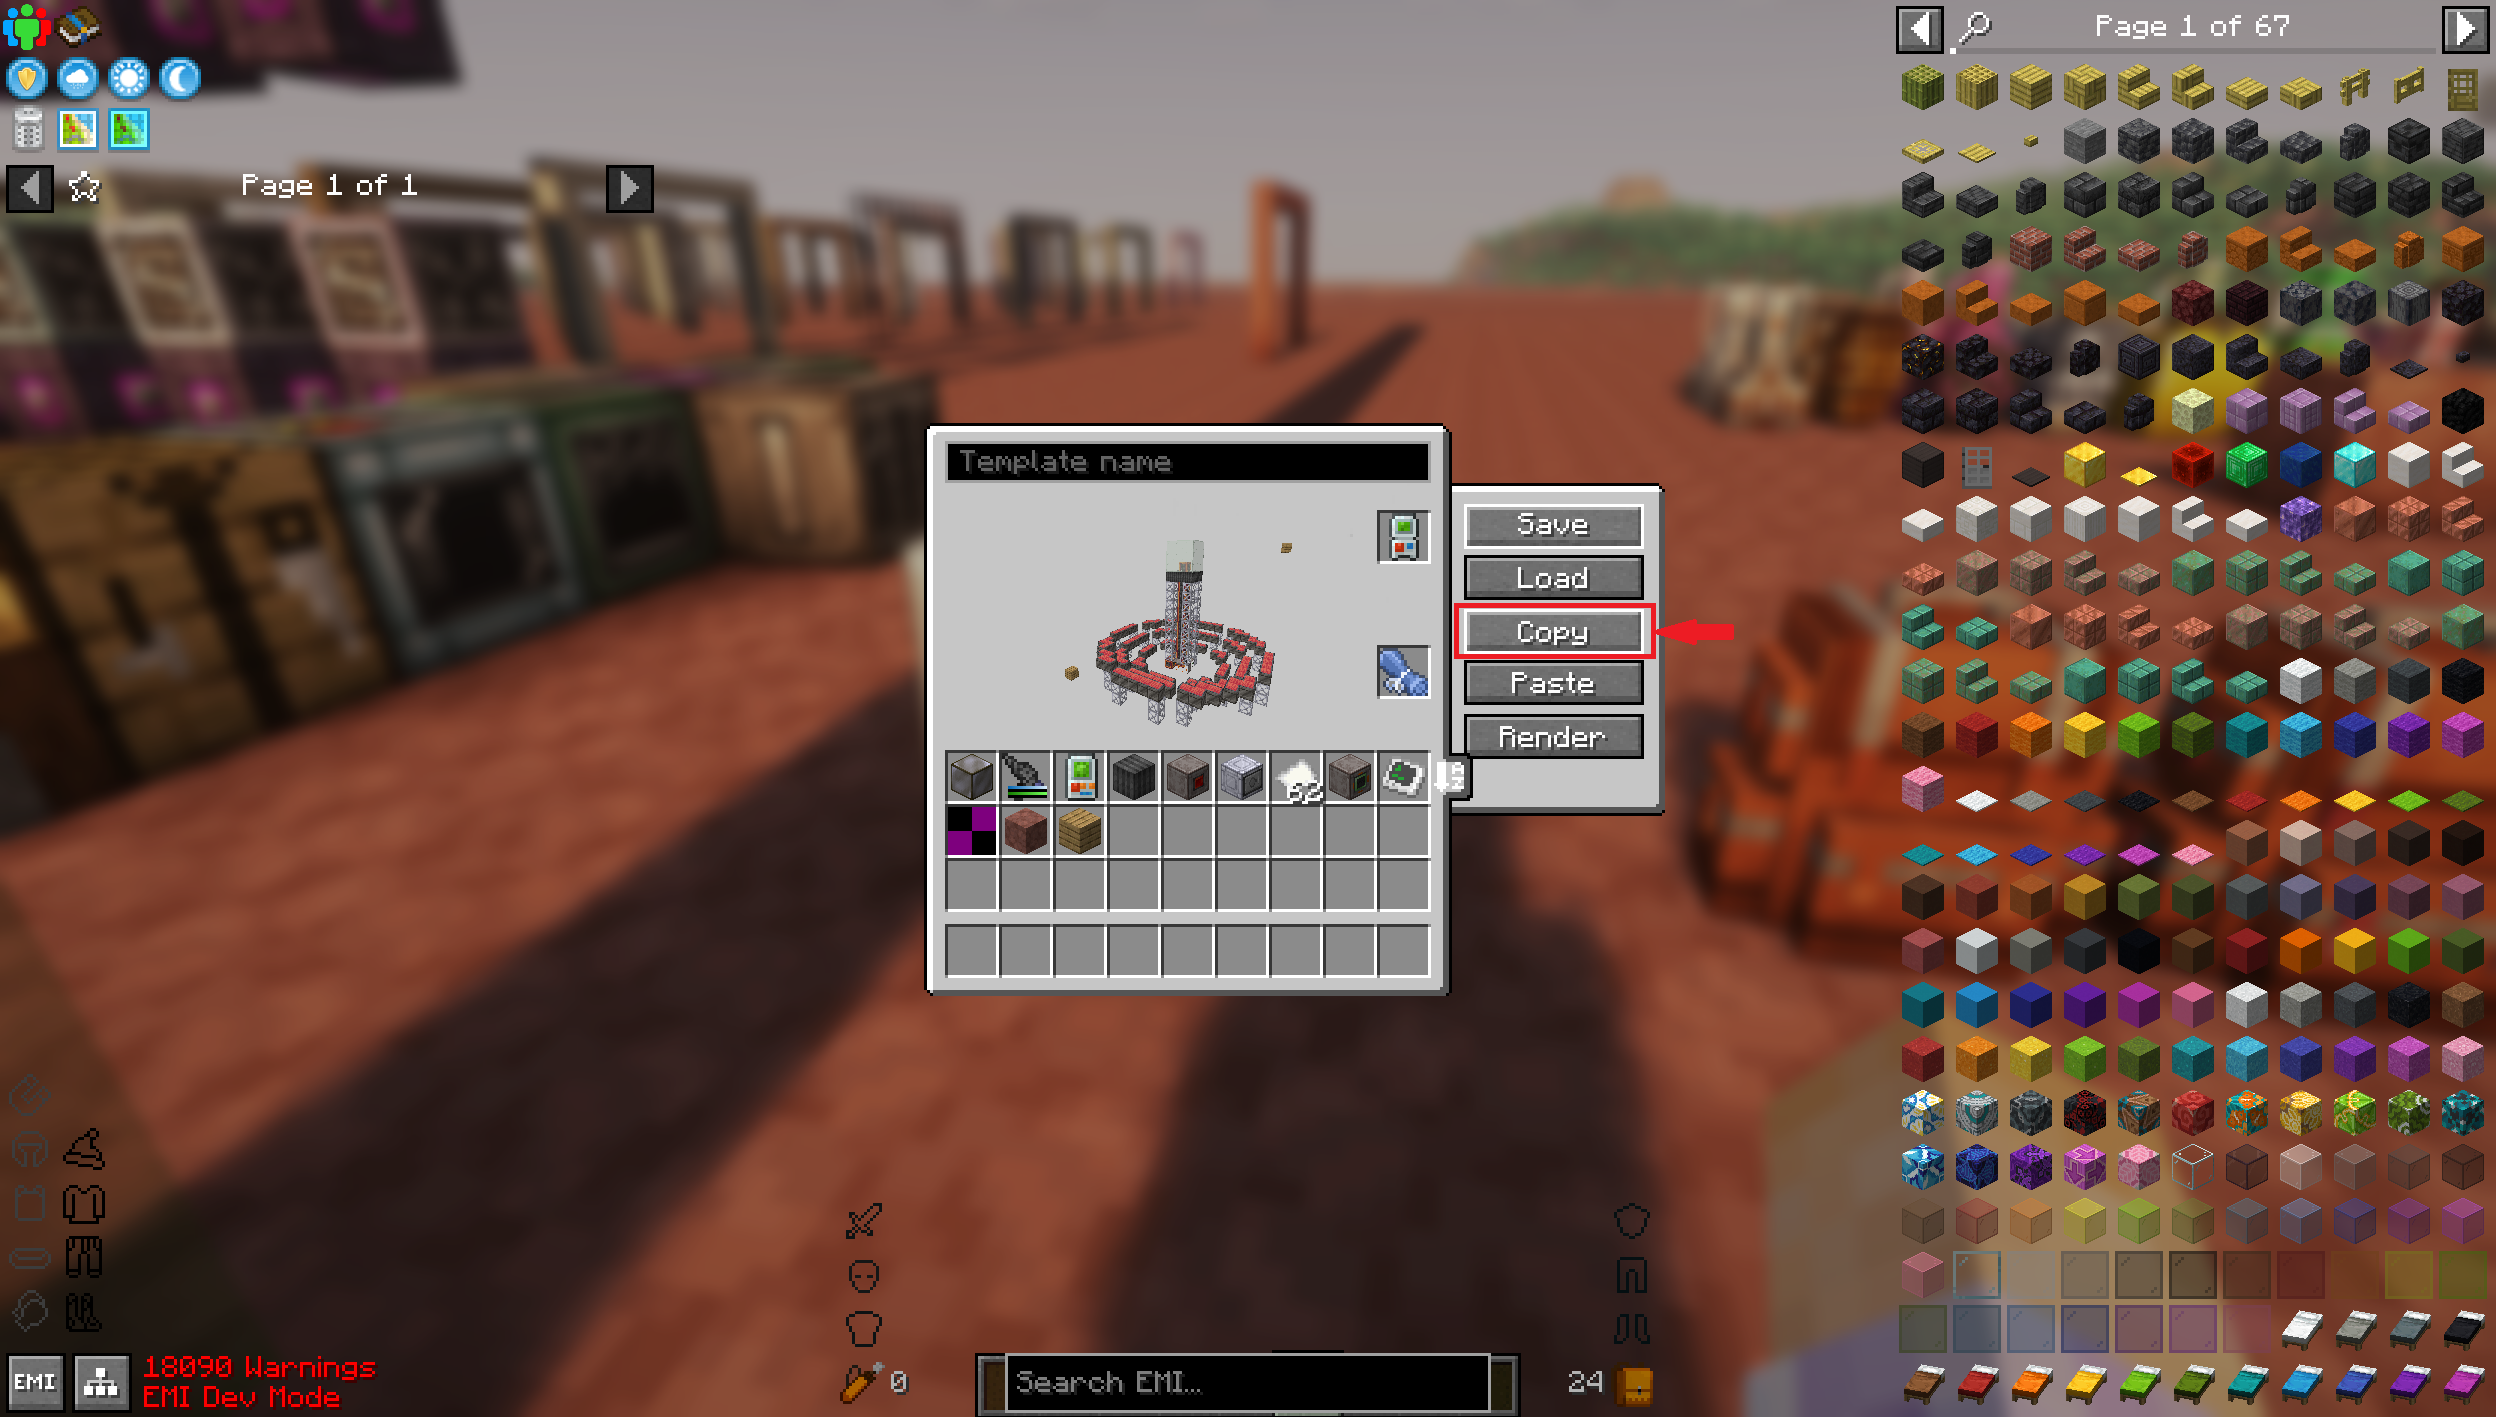 Page 1 of 67
Page 1 of 1
Template name
Save
Load
Copy
Paste
Render
62
18090 Warnings
EMI
EMI Dev Mode
0
Search EMI...
24